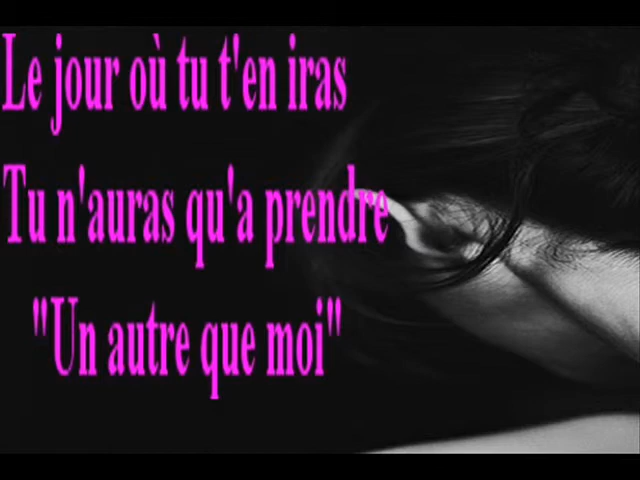 Le jour où tu t'en iras
Tu n'auras qu'a prendre
"Un autre que moi"